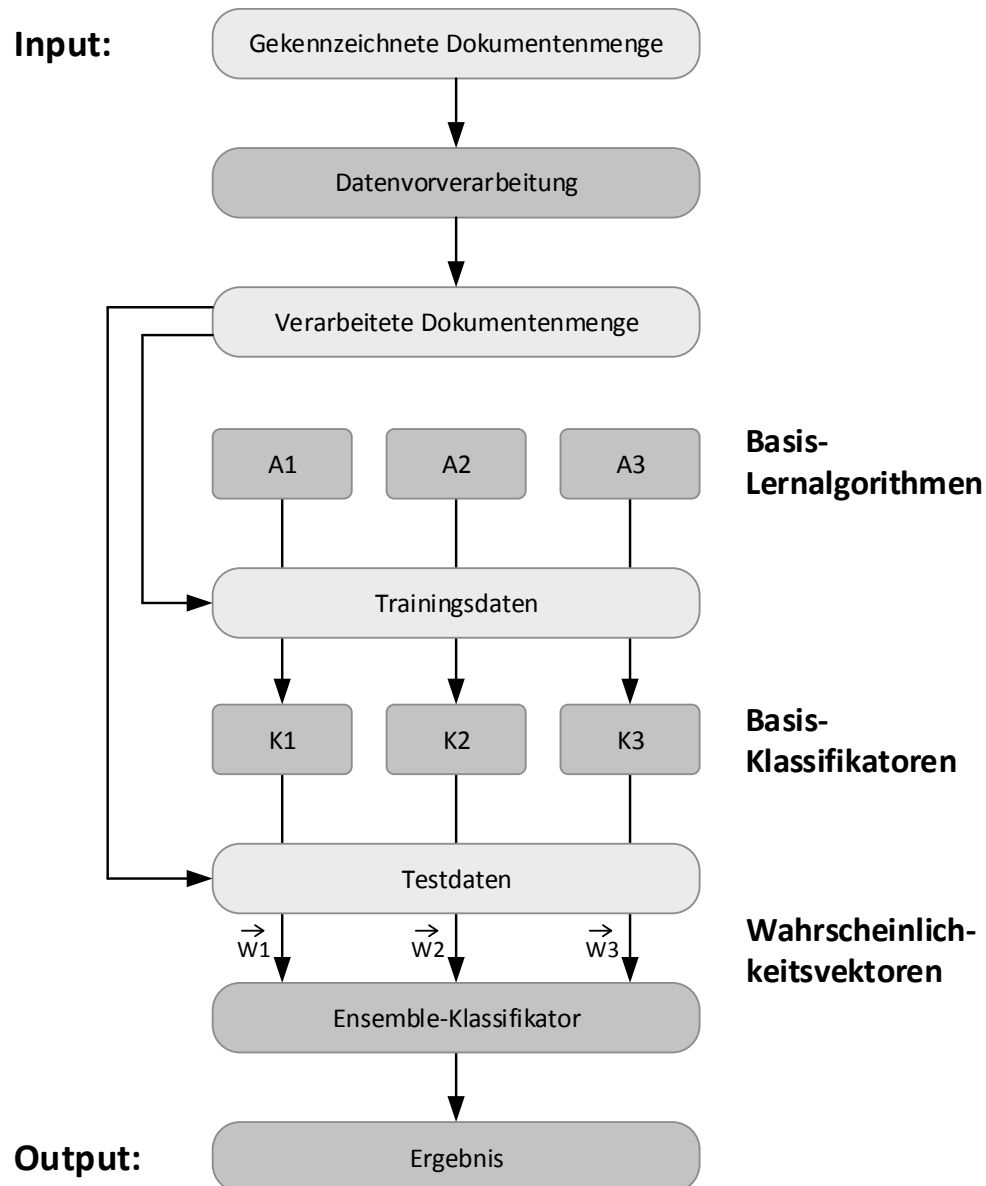 Input:
Gekennzeichnete Dokumentenmenge
Datenvorverarbeitung
Verarbeitete Dokumentenmenge
A1
A2
A3
Basis-
Lernalgorithmen
Trainingsdaten
K1
K2
K3
Basis-
Klassifikatoren
Testdaten
W1
W2
W3
Wahrscheinlich-
keitsvektoren
Ensemble-Klassifikator
Output:
Ergebnis